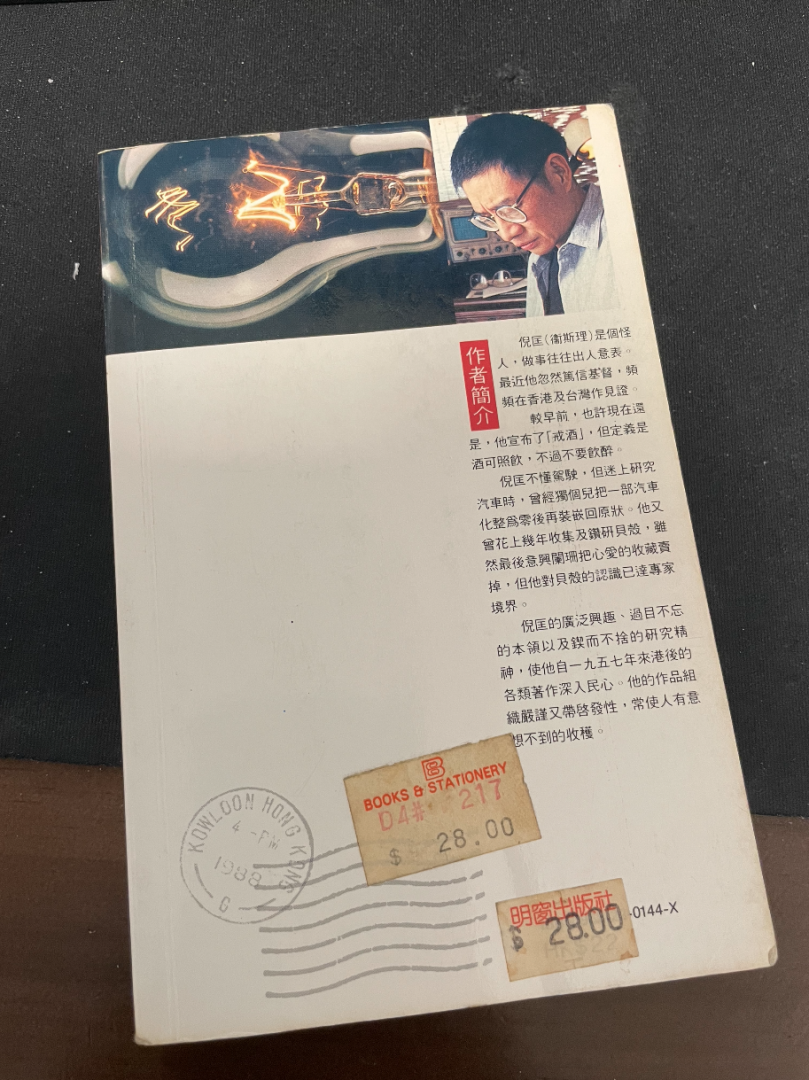 作者簡介
倪匡(衞斯理)是個怪
人,做事往往出人意表。
最近他忽然篤信基督,頻
頻在香港及台灣作見證。
較早前,也許現在還
是,他宣布了「戒酒」,但定義是
酒可照飲,不過不要飲醉。
倪匡不懂駕駛,但迷上研究
汽車時,曾經獨個兒把一部汽車
化整爲零後再裝嵌回原狀。他又
曾花上幾年收集及鑽研貝殼,雖
然最後意興闌珊把心愛的收藏賣
掉,但他對貝殼的認識已達專家
境界。
倪匡的廣泛興趣、過目不忘
的本領以及鍥而不捨的研究精
神,使他自一九五七年來港後的
各類著作深入民心。他的作品組
織嚴謹又帶啓發性,常使人有意
想不到的收穫。
BOOKS & STATIONERY
D4# 217
$ 28.00
KOWLOON HONG KONG
4 -PM
1988
G
明窗出版社
$ 28.00
-0144-X